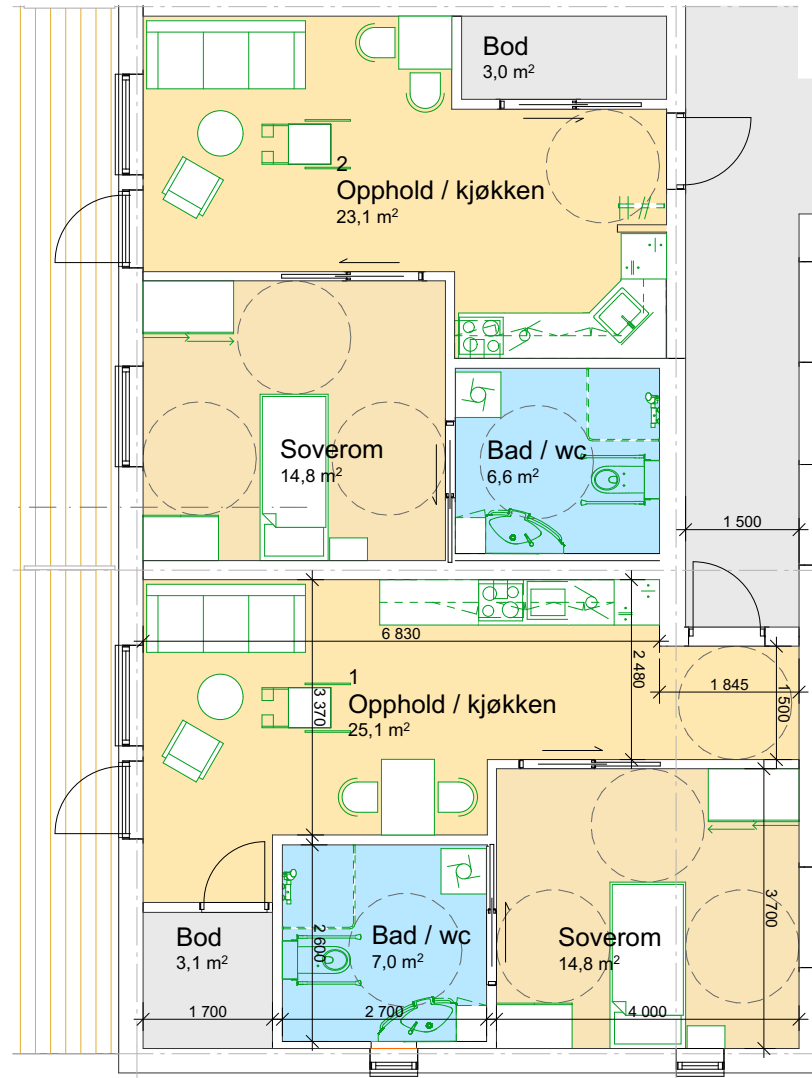 Bod
3,0 m²
2
Opphold / kjøkken
23,1 m²
Soverom
14,8 m²
Bad / wc
6,6 m²
1 500
6 830
2 480
1 845
1 500
3 370
1
Opphold / kjøkken
25,1 m²
3 700
2 600
Bod
3,1 m²
Bad / wc
7,0 m²
Soverom
14,8 m²
1 700
2 700
4 000